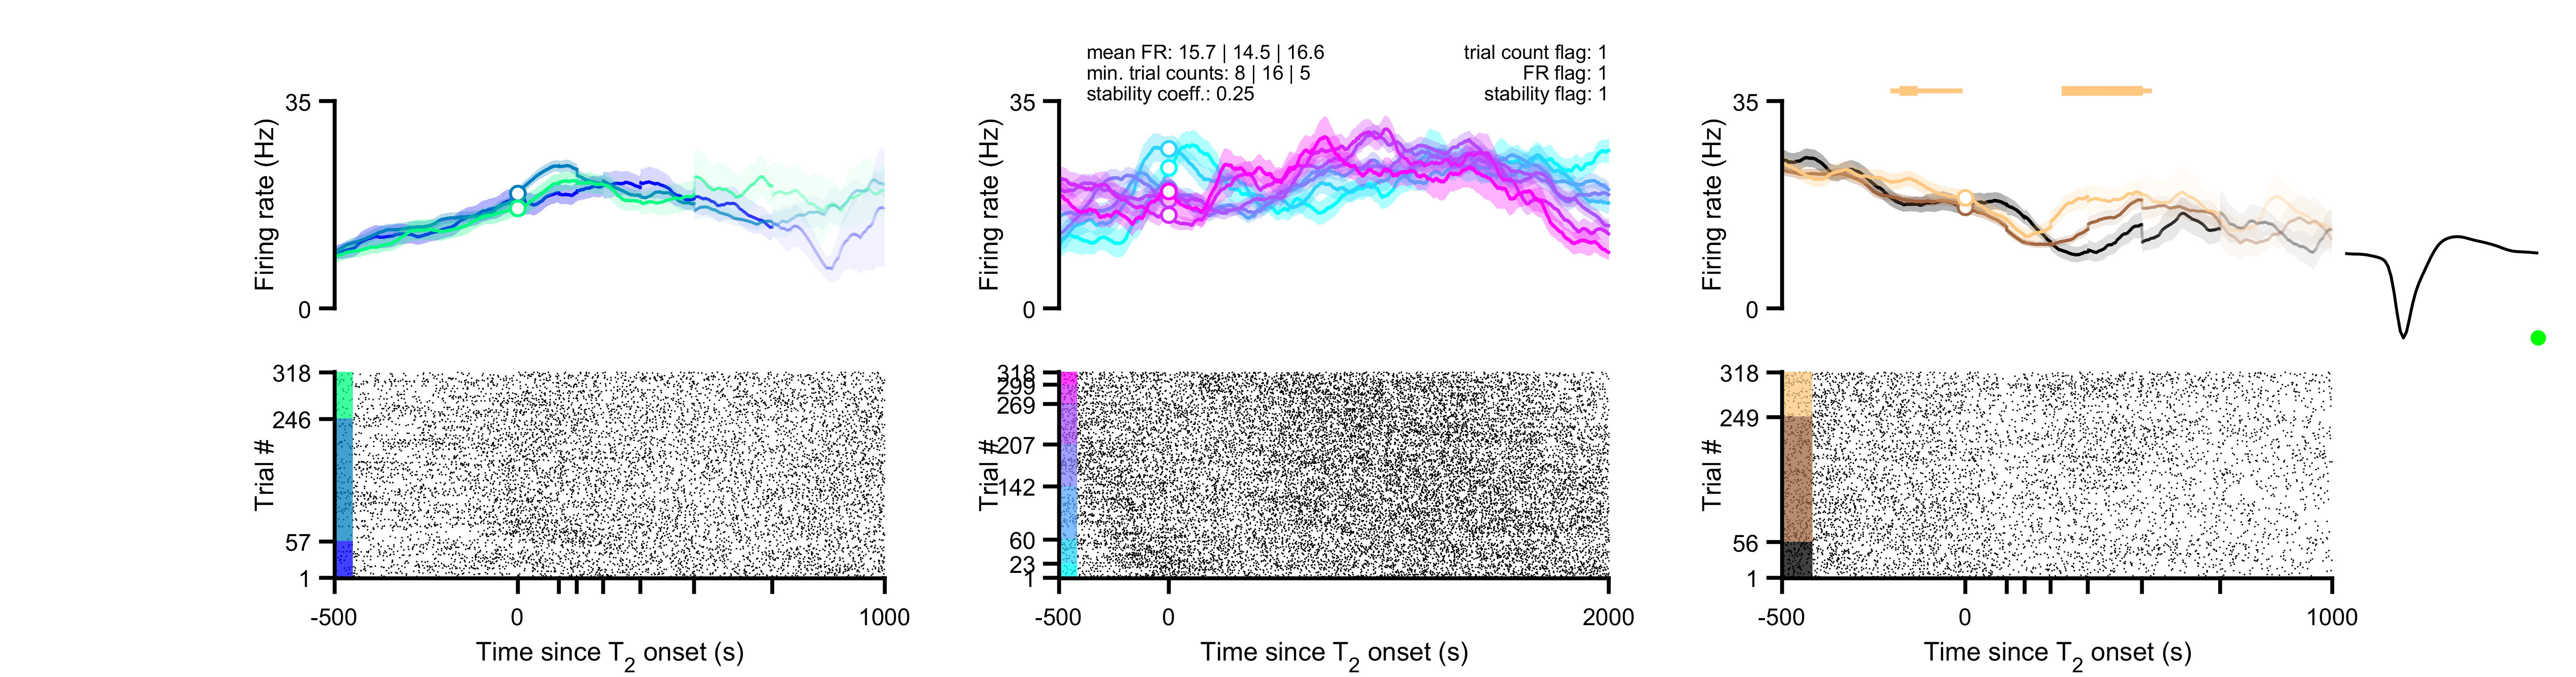 mean FR: 15.7 | 14.5 | 16.6
min. trial counts: 8 | 16 | 5
stability coeff.: 0.25
trial count flag: 1
FR flag: 1
stability flag: 1
35
Firing rate (Hz)
0
35
Firing rate (Hz)
0
35
Firing rate (Hz)
0
318
246
Trial #
57
1
-500
0
1000
Time since T2 onset (s)
318
269
207
Trial #
142
60
23
1
-500
0
2000
Time since T2 onset (s)
318
249
Trial #
56
1
-500
0
1000
Time since T2 onset (s)